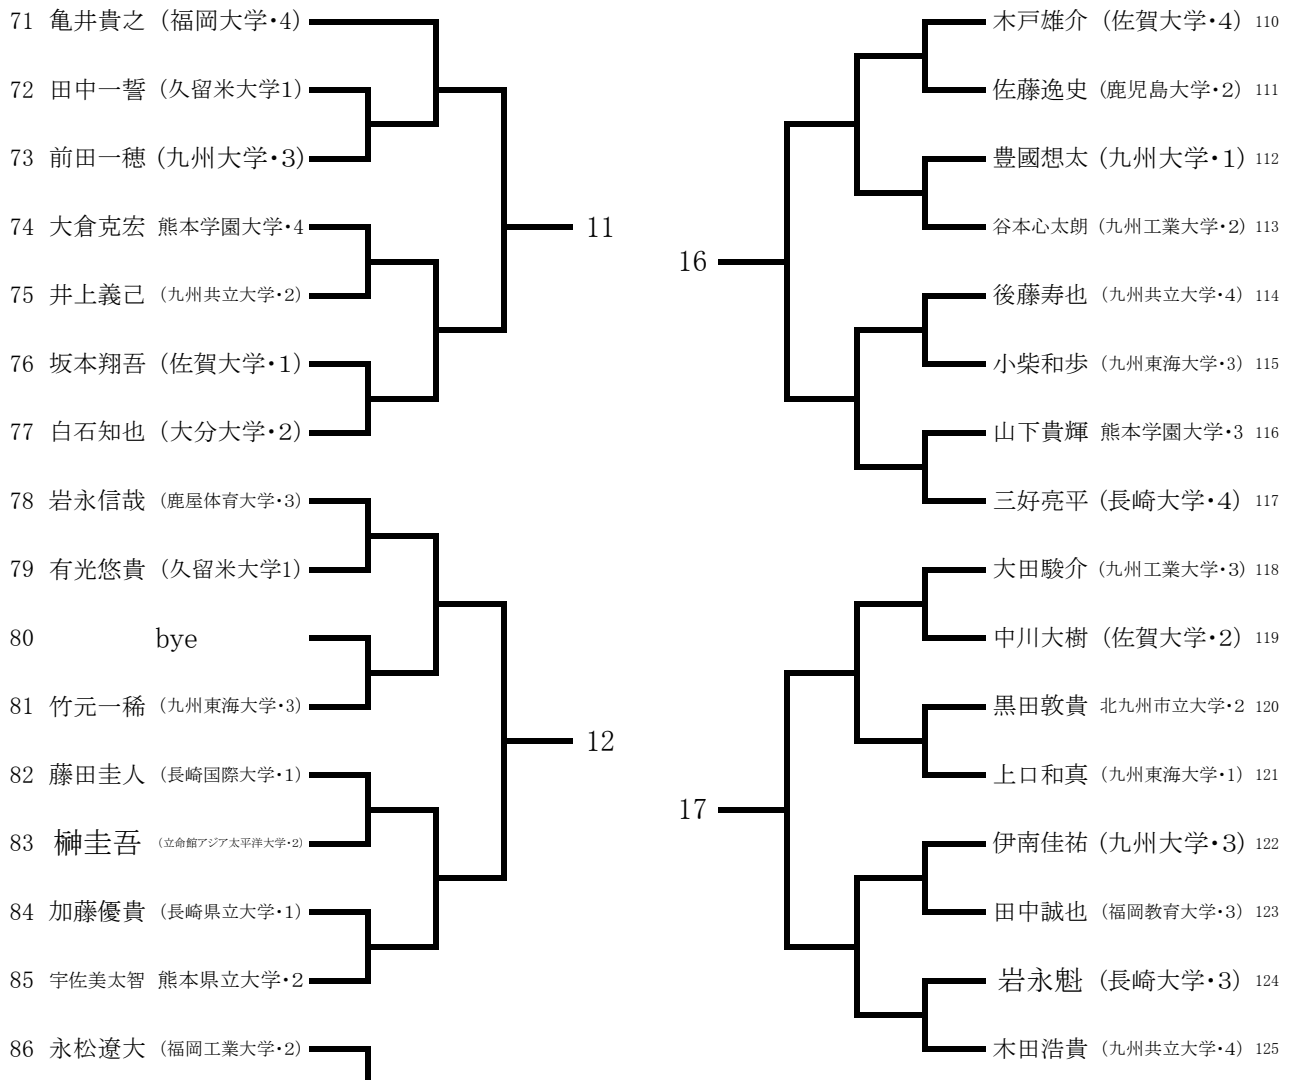 71 亀井貴之 (福岡大学・4)
72 田中一誓 (久留米大学1)
73 前田一穂 (九州大学・3)
74 大倉克宏 熊本学園大学・4
11
75 井上義己 (九州共立大学・2)
76 坂本翔吾 (佐賀大学・1)
77 白石知也 (大分大学・2)
78 岩永信哉 (鹿屋体育大学・3)
79 有光悠貴 (久留米大学1)
80 bye
81 竹元一稀 (九州東海大学・3)
12
82 藤田圭人 (長崎国際大学・1)
83 榊圭吾 (立命館アジア太平洋大学・2)
84 加藤優貴 (長崎県立大学・1)
85 宇佐美太智 熊本県立大学・2
86 永松遼大 (福岡工業大学・2)
木戸雄介 (佐賀大学・4) 110
佐藤逸史 (鹿児島大学・2) 111
豊國想太 (九州大学・1) 112
谷本心太朗 (九州工業大学・2) 113
16
後藤寿也 (九州共立大学・4) 114
小柴和歩 (九州東海大学・3) 115
山下貴輝 熊本学園大学・3 116
三好亮平 (長崎大学・4) 117
大田駿介 (九州工業大学・3) 118
中川大樹 (佐賀大学・2) 119
黒田敦貴 北九州市立大学・2 120
上口和真 (九州東海大学・1) 121
17
伊南佳祐 (九州大学・3) 122
田中誠也 (福岡教育大学・3) 123
岩永魁 (長崎大学・3) 124
木田浩貴 (九州共立大学・4) 125